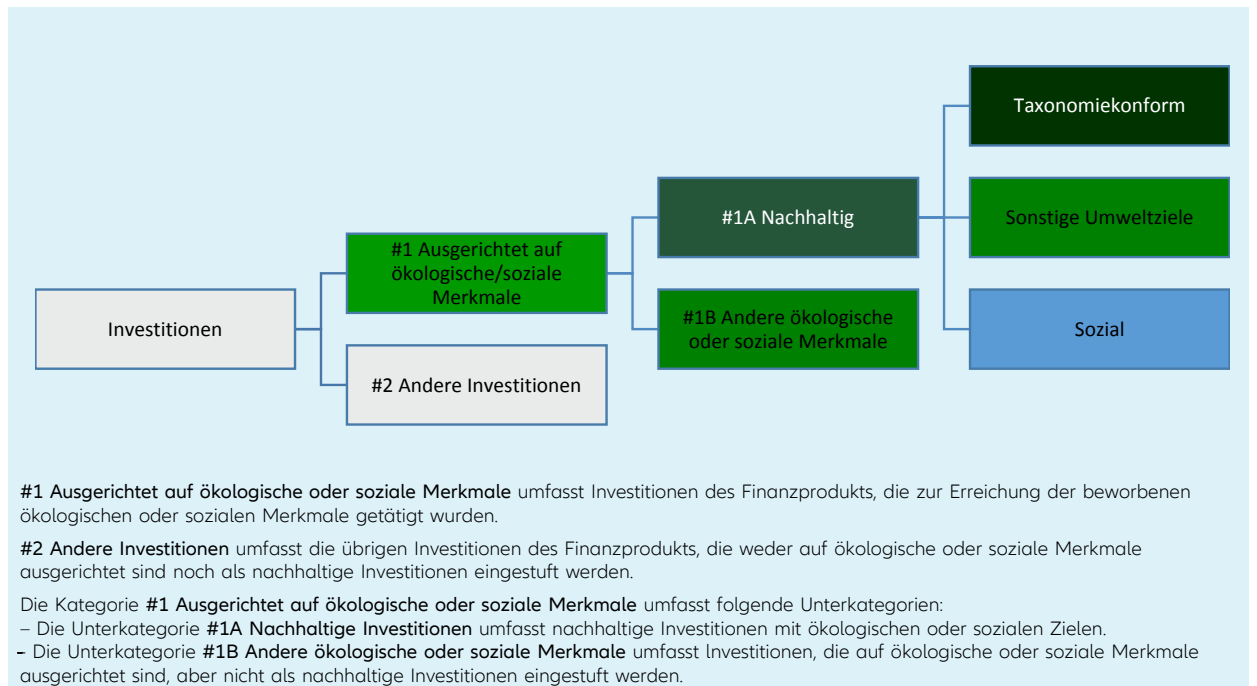 Taxonomiekonform
#1A Nachhaltig
Sonstige Umweltziele
#1 Ausgerichtet auf
ökologische/soziale
Merkmale
Investitionen
#1B Andere ökologische
oder soziale Merkmale
Sozial
#2 Andere Investitionen
#1 Ausgerichtet auf ökologische oder soziale Merkmale umfasst Investitionen des Finanzprodukts, die zur Erreichung der beworbenen
ökologischen oder sozialen Merkmale getätigt wurden.
#2 Andere Investitionen umfasst die übrigen Investitionen des Finanzprodukts, die weder auf ökologische oder soziale Merkmale
ausgerichtet sind noch als nachhaltige Investitionen eingestuft werden.
Die Kategorie #1 Ausgerichtet auf ökologische oder soziale Merkmale umfasst folgende Unterkategorien:
– Die Unterkategorie #1A Nachhaltige Investitionen umfasst nachhaltige Investitionen mit ökologischen oder sozialen Zielen.
- Die Unterkategorie #1B Andere ökologische oder soziale Merkmale umfasst Investitionen, die auf ökologische oder soziale Merkmale
ausgerichtet sind, aber nicht als nachhaltige Investitionen eingestuft werden.